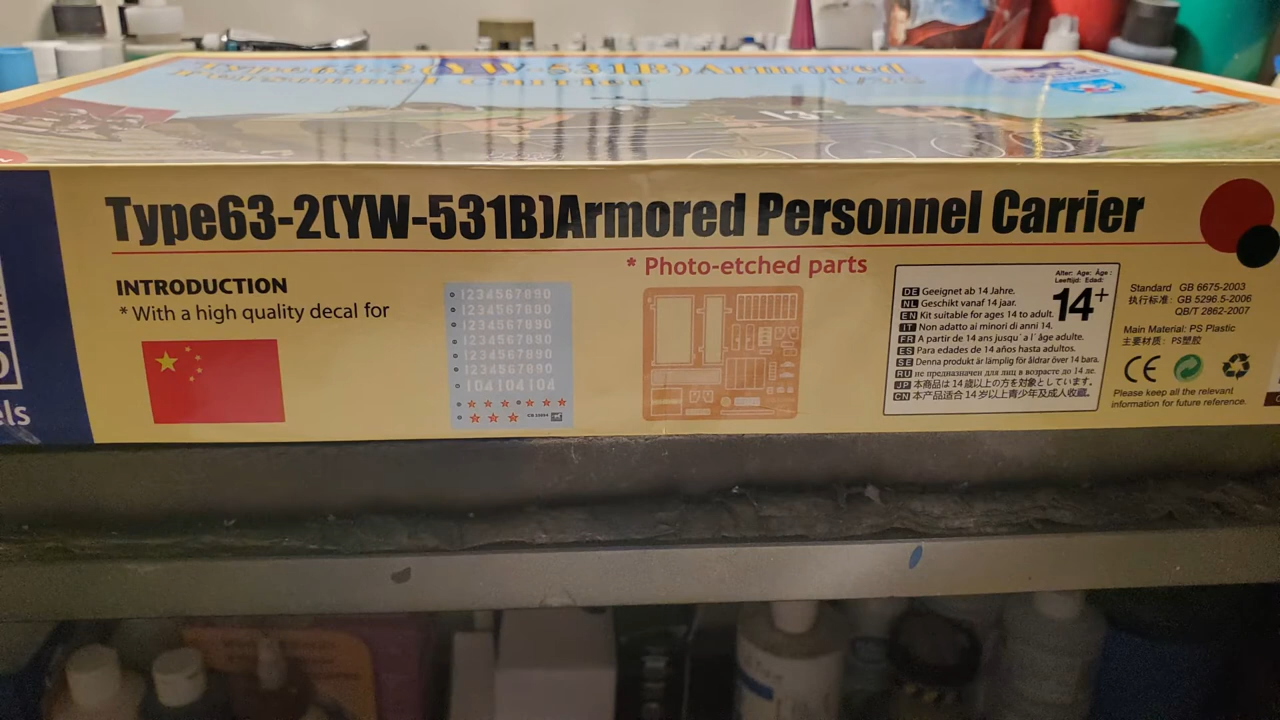 Type63-2(YW-531B)Armored
Personnel Carrier
Type63-2(YW-531B)Armored Personnel Carrier
INTRODUCTION
* With a high quality decal for
* Photo-etched parts
1234567890
1234567890
1234567890
1234567890
1234567890
1234567890
104 104 104
Alter: Age: Âge:
Leeftijd: Edad:
14+
DE Geeignet ab 14 Jahre.
NL Geschikt vanaf 14 jaar.
EN Kit suitable for ages 14 to adult.
IT Non adatto ai minori di anni 14.
FR A partir de 14 ans jusqu' a l' âge adulte.
ES Para edades de 14 años hasta adultos.
SE Denna produkt är lämplig för åldrar över 14 bara.
RU не предназначен для лиц в возрасте до 14 ле.
JP 本商品は14歳以上の方を対象としています。
CN 本产品适合14岁以上青少年及成人收藏。
Standard GB 6675-2003
执行标准: GB 5296.5-2006
QB/T 2862-2007
Main Material: PS Plastic
主要材质: PS塑胶
CE
Please keep all the relevant
information for future reference.
els